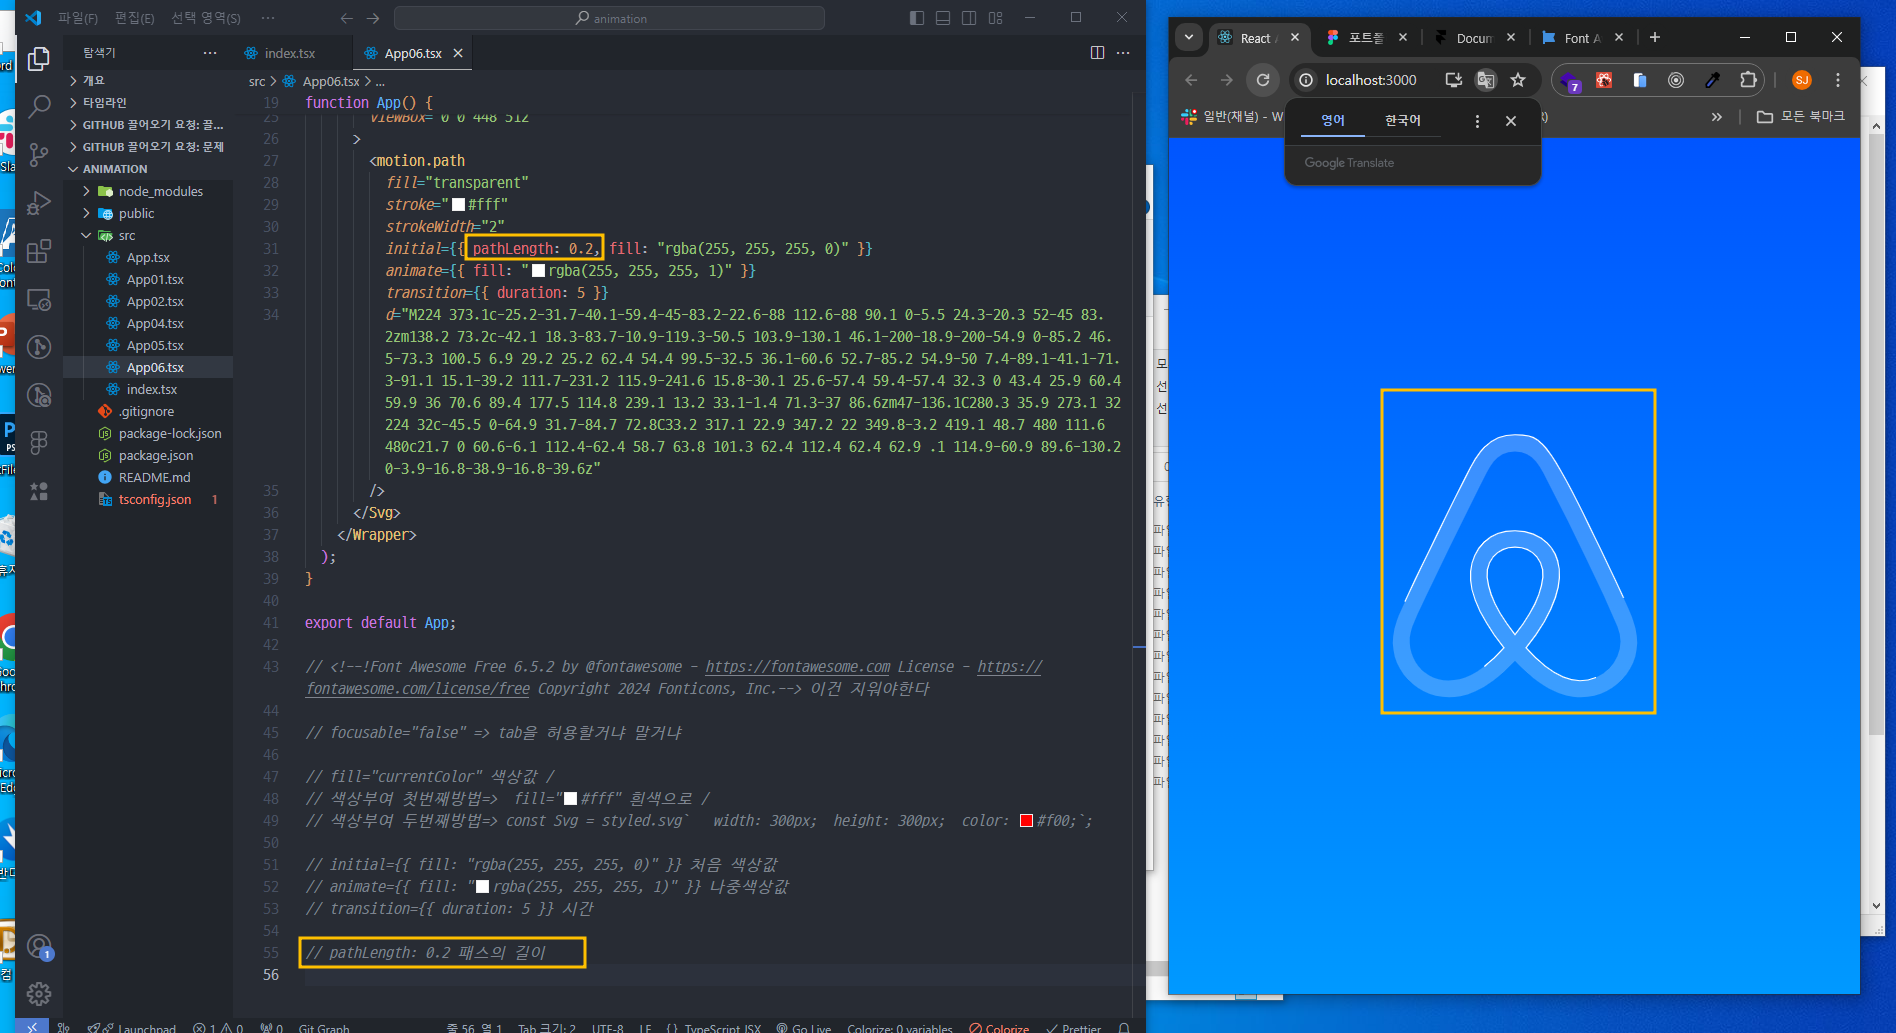 파일(F) 편집(E) 선택 영역(S) ··· animation
탐색기 ···
개요
타임라인
GITHUB 끌어오기 요청: 끌...
GITHUB 끌어오기 요청: 문제
ANIMATION
node_modules
public
src
App.tsx
App01.tsx
App02.tsx
App04.tsx
App05.tsx
App06.tsx
index.tsx
.gitignore
package-lock.json
package.json
README.md
tsconfig.json 1
index.tsx App06.tsx
src > App06.tsx > ...
19 function App() {
25 viewBox="0 0 448 512"
26 >
27 <motion.path
28 fill="transparent"
29 stroke="#fff"
30 strokeWidth="2"
31 initial={{ pathLength: 0.2, fill: "rgba(255, 255, 255, 0)" }}
32 animate={{ fill: "rgba(255, 255, 255, 1)" }}
33 transition={{ duration: 5 }}
34 d="M224 373.1c-25.2-31.7-40.1-59.4-45-83.2-22.6-88 112.6-88 90.1 0-5.5 24.3-20.3 52-45 83.
2zm138.2 73.2c-42.1 18.3-83.7-10.9-119.3-50.5 103.9-130.1 46.1-200-18.9-200-54.9 0-85.2 46.
5-73.3 100.5 6.9 29.2 25.2 62.4 54.4 99.5-32.5 36.1-60.6 52.7-85.2 54.9-50 7.4-89.1-41.1-71.
3-91.1 15.1-39.2 111.7-231.2 115.9-241.6 15.8-30.1 25.6-57.4 59.4-57.4 32.3 0 43.4 25.9 60.4
59.9 36 70.6 89.4 177.5 114.8 239.1 13.2 33.1-1.4 71.3-37 86.6zm47-136.1C280.3 35.9 273.1 32
224 32c-45.5 0-64.9 31.7-84.7 72.8C33.2 317.1 22.9 347.2 22 349.8-3.2 419.1 48.7 480 111.6
480c21.7 0 60.6-6.1 112.4-62.4 58.7 63.8 101.3 62.4 112.4 62.4 62.9 .1 114.9-60.9 89.6-130.2
0-3.9-16.8-38.9-16.8-39.6z"
35 />
36 </Svg>
37 </Wrapper>
38 );
39 }
40
41 export default App;
42
43 // <!--!Font Awesome Free 6.5.2 by @fontawesome - https://fontawesome.com License - https://
fontawesome.com/license/free Copyright 2024 Fonticons, Inc.--> 이건 지워야한다
44
45 // focusable="false" => tab을 허용할거냐 말거냐
46
47 // fill="currentColor" 색상값 /
48 // 색상부여 첫번째방법=> fill="#fff" 흰색으로 /
49 // 색상부여 두번째방법=> const Svg = styled.svg` width: 300px; height: 300px; color: #f00;`;
50
51 // initial={{ fill: "rgba(255, 255, 255, 0)" }} 처음 색상값
52 // animate={{ fill: "rgba(255, 255, 255, 1)" }} 나중색상값
53 // transition={{ duration: 5 }} 시간
54
55 // pathLength: 0.2 패스의 길이
56
Launchpad 1 0 0 Git Graph 줄 56, 열 1 Tab 크기: 2 UTF-8 LF {} TypeScript JSX Go Live Colorize: 0 variables Colorize Prettier
React 포트폴 Docum Font A
localhost:3000 7 SJ
일반(채널) - W 모든 북마크
영어 한국어
Google Translate